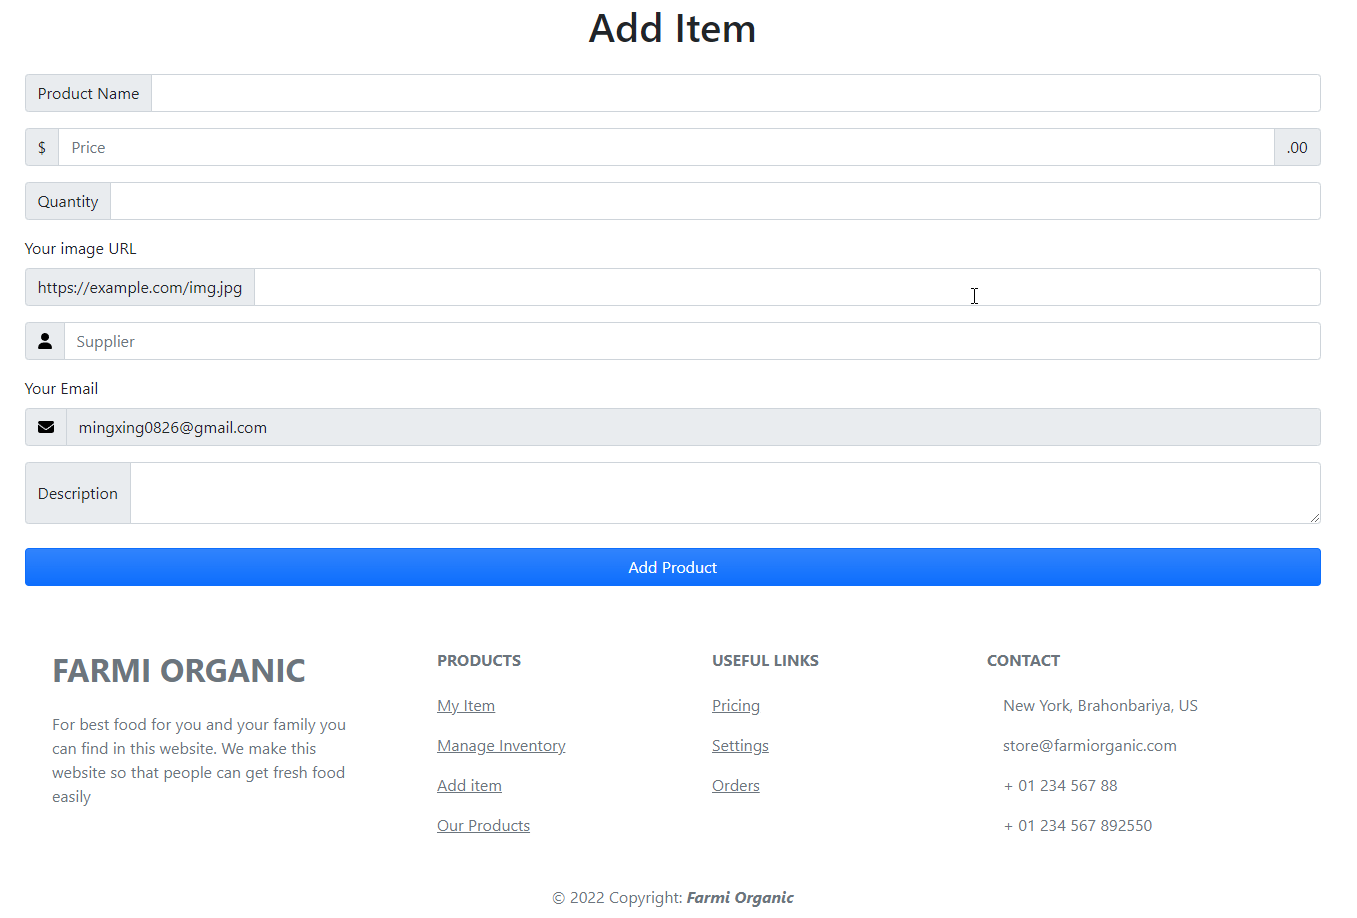 Add Item
Product Name
$ Price .00
Quantity
Your image URL
https://example.com/img.jpg
Supplier
Your Email
mingxing0826@gmail.com
Description
Add Product
FARMI ORGANIC
For best food for you and your family you
can find in this website. We make this
website so that people can get fresh food
easily
PRODUCTS
My Item
Manage Inventory
Add item
Our Products
USEFUL LINKS
Pricing
Settings
Orders
CONTACT
New York, Brahonbariya, US
store@farmiorganic.com
+ 01 234 567 88
+ 01 234 567 892550
© 2022 Copyright: Farmi Organic